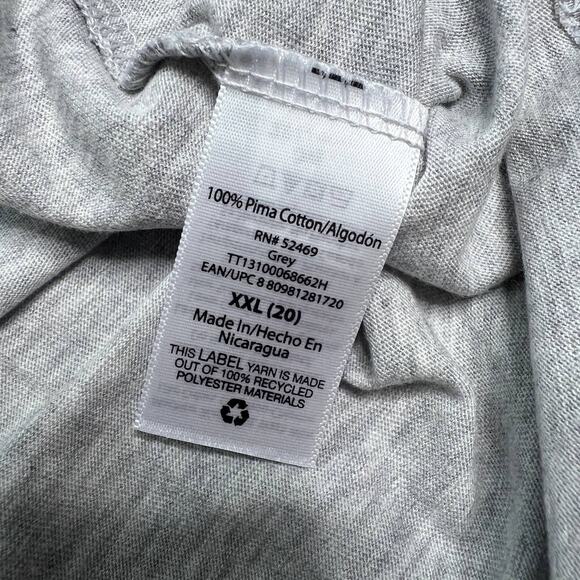 100% Pima Cotton/Algodón
RN# 52469
Grey
TT13100068662H
EAN/UPC 8 80981281720
XXL (20)
Made In/Hecho En
Nicaragua
THIS LABEL YARN IS MADE
OUT OF 100% RECYCLED
POLYESTER MATERIALS